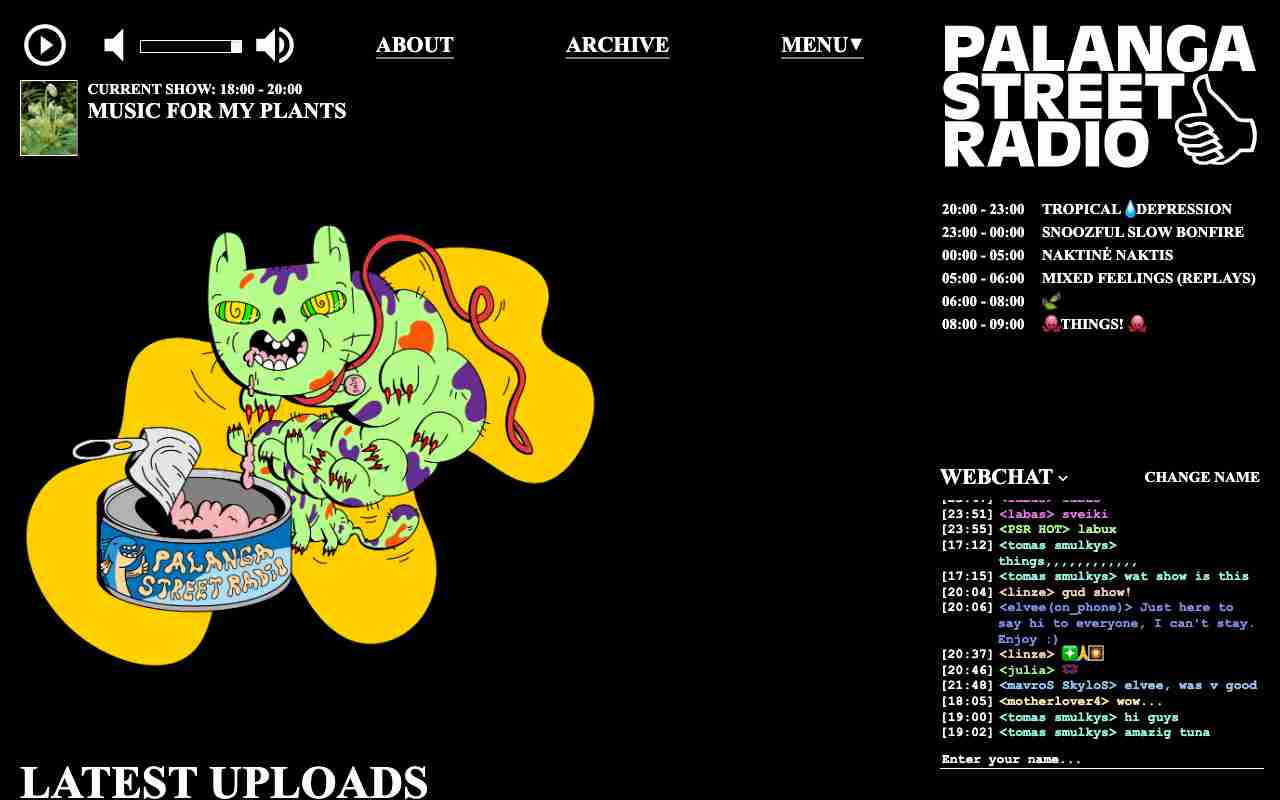 ABOUT
ARCHIVE
MENU▼
CURRENT SHOW: 18:00 - 20:00
MUSIC FOR MY PLANTS
PALANGA
STREET RADIO
LATEST UPLOADS
PALANGA
STREET
RADIO
20:00 - 23:00 TROPICAL 💧DEPRESSION
23:00 - 00:00 SNOOZFUL SLOW BONFIRE
00:00 - 05:00 NAKTINĖ NAKTIS
05:00 - 06:00 MIXED FEELINGS (REPLAYS)
06:00 - 08:00 🍃
08:00 - 09:00 🐙THINGS! 🐙
WEBCHAT
CHANGE NAME
[23:51] <labas> sveiki
[23:55] <PSR HOT> labux
[17:12] <tomas smulkys>
things,,,,,,,,,,,,
[17:15] <tomas smulkys> wat show is this
[20:04] <linze> gud show!
[20:06] <elvee(on_phone)> Just here to
say hi to everyone, I can't stay.
Enjoy :)
[20:37] <linze>
[20:46] <julia>
[21:48] <mavroS SkyloS> elvee, was v good
[18:05] <motherlover4> wow...
[19:00] <tomas smulkys> hi guys
[19:02] <tomas smulkys> amazig tuna
Enter your name...